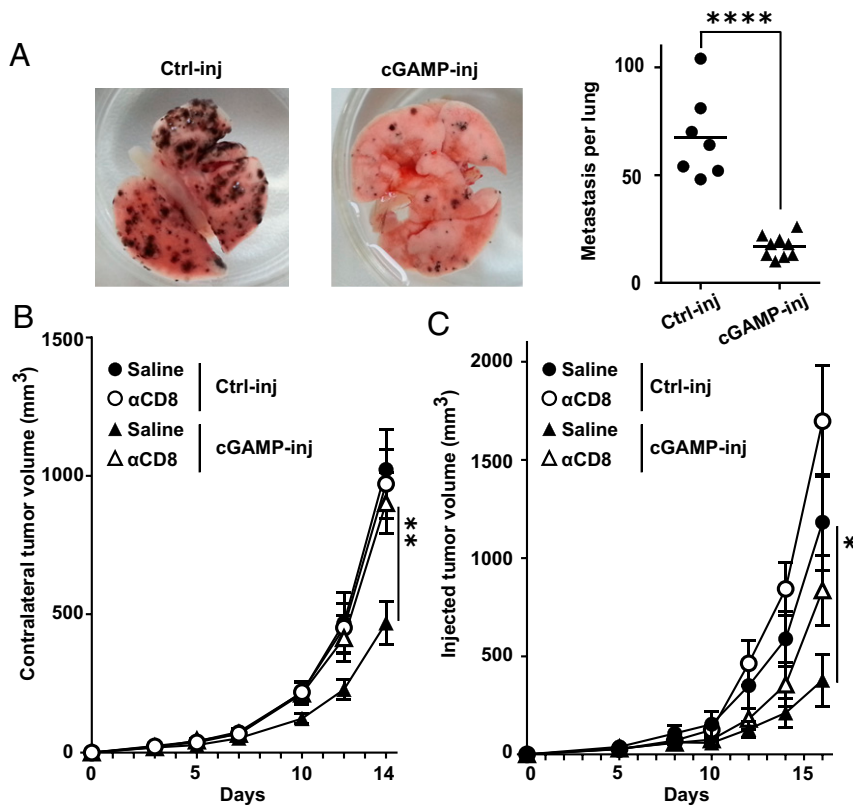 A
Ctrl-inj
cGAMP-inj
****
Metastasis per lung
100
50
0
Ctrl-inj
cGAMP-inj
B
Contralateral tumor volume (mm³)
1500
1000
500
0
Saline
αCD8
Ctrl-inj
Saline
αCD8
cGAMP-inj
**
0
5
10
14
Days
C
Injected tumor volume (mm³)
2000
1500
1000
500
0
Saline
αCD8
Ctrl-inj
Saline
αCD8
cGAMP-inj
*
0
5
10
15
Days